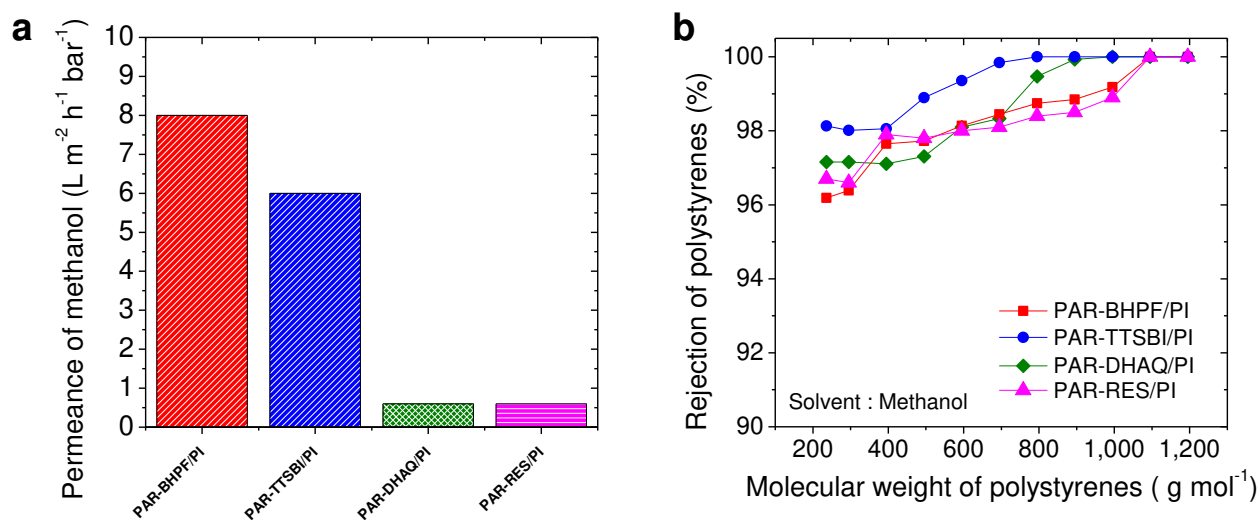 a
Permeance of methanol (L m⁻² h⁻¹ bar⁻¹)
10
9
8
7
6
5
4
3
2
1
0
PAR-BHPF/PI
PAR-TTSBI/PI
PAR-DHAQ/PI
PAR-RES/PI
b
Rejection of polystyrenes (%)
100
98
96
94
92
90
PAR-BHPF/PI
PAR-TTSBI/PI
PAR-DHAQ/PI
PAR-RES/PI
Solvent : Methanol
200 400 600 800 1,000 1,200
Molecular weight of polystyrenes ( g mol⁻¹)